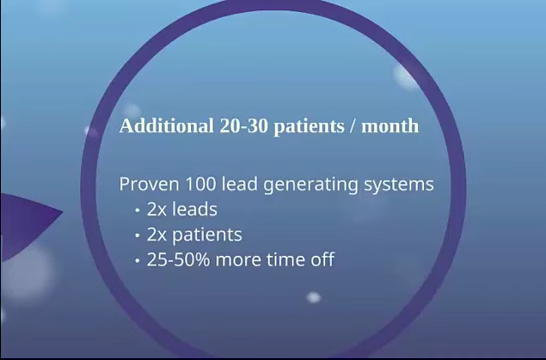 Additional 20-30 patients / month
Proven 100 lead generating systems
• 2x leads
• 2x patients
• 25-50% more time off